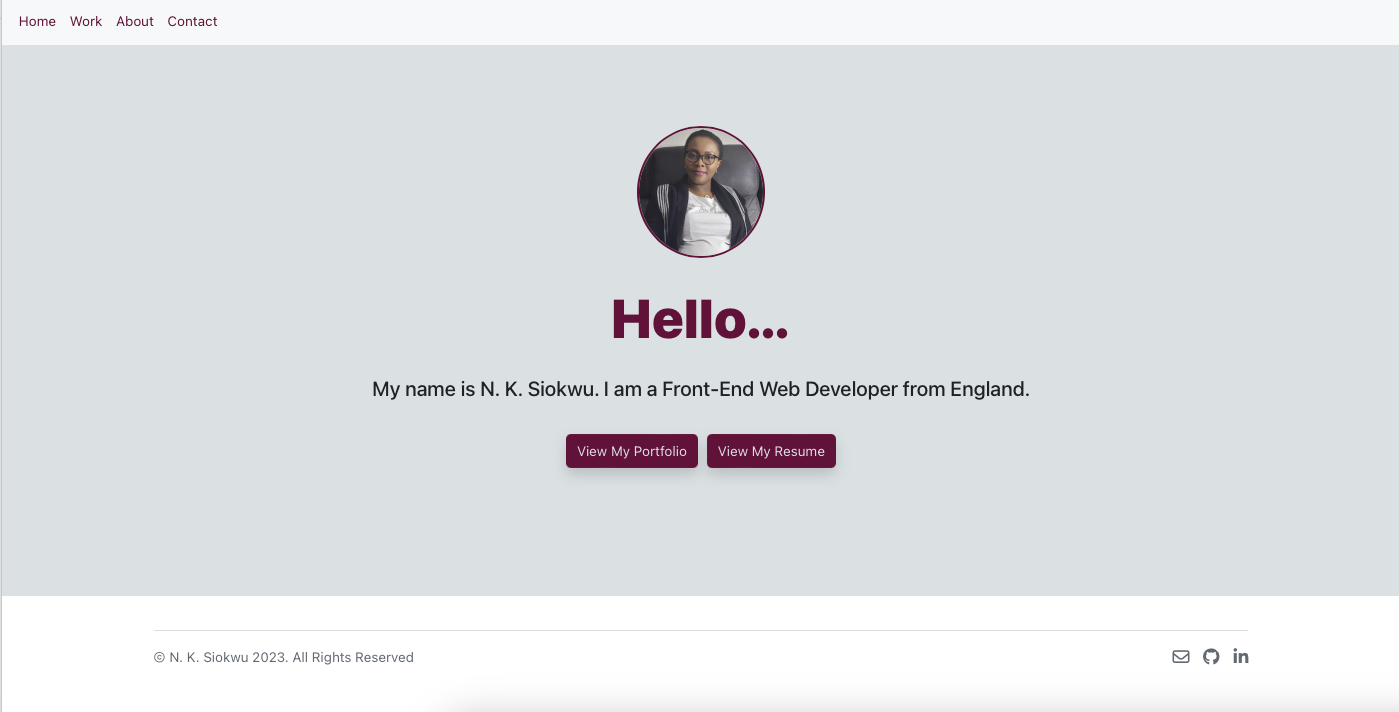 Home Work About Contact
Hello...
My name is N. K. Siokwu. I am a Front-End Web Developer from England.
View My Portfolio View My Resume
© N. K. Siokwu 2023. All Rights Reserved